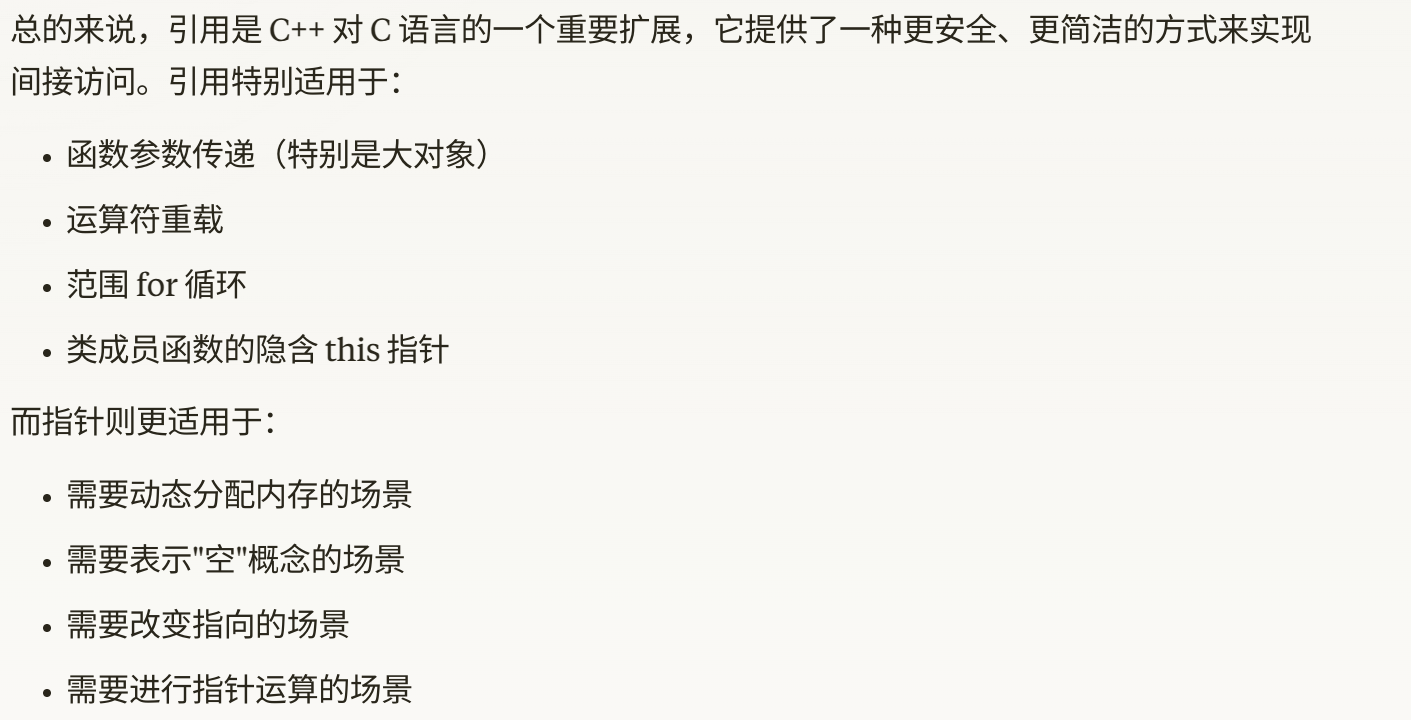 总的来说，引用是 C++ 对 C 语言的一个重要扩展，它提供了一种更安全、更简洁的方式来实现
间接访问。引用特别适用于：
• 函数参数传递（特别是大对象）
• 运算符重载
• 范围 for 循环
• 类成员函数的隐含 this 指针
而指针则更适用于：
• 需要动态分配内存的场景
• 需要表示"空"概念的场景
• 需要改变指向的场景
• 需要进行指针运算的场景